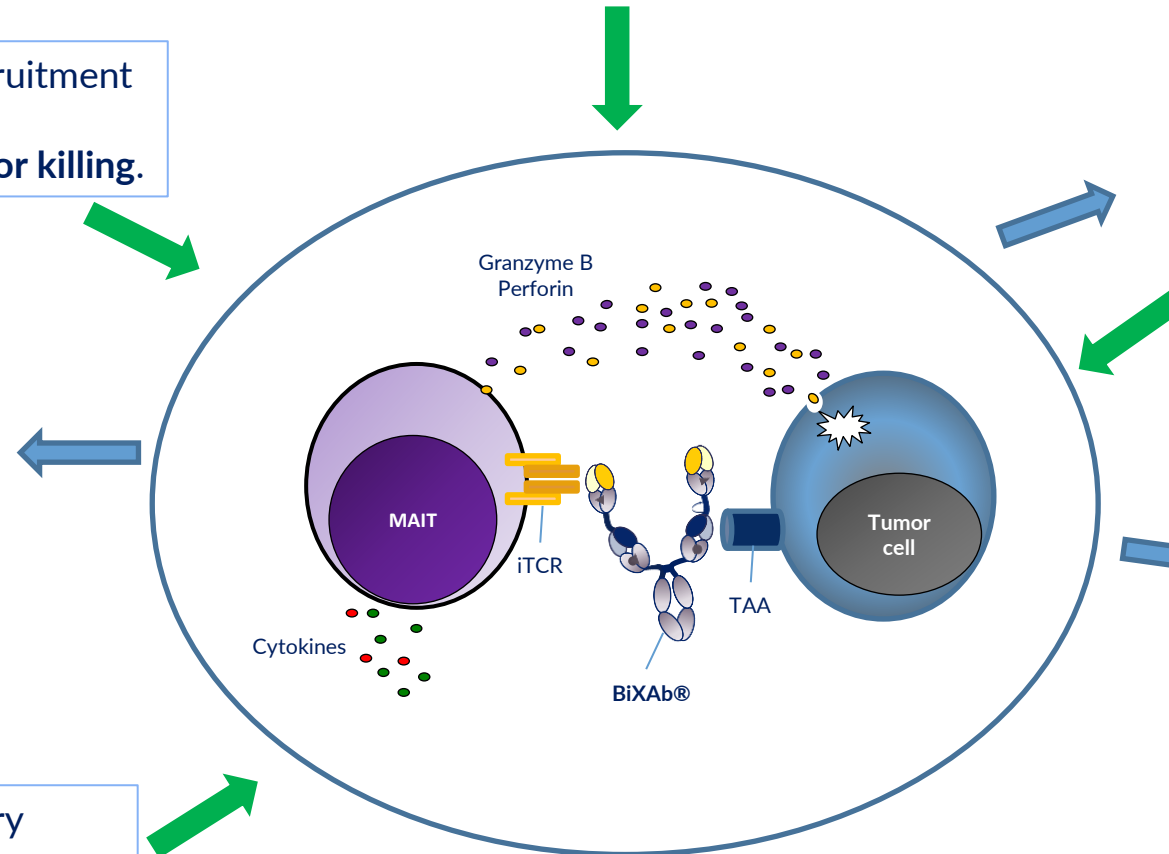 ruitment
or killing.
Granzyme B
Perforin
MAIT
Tumor
cell
iTCR
TAA
Cytokines
BiXAb®
ry